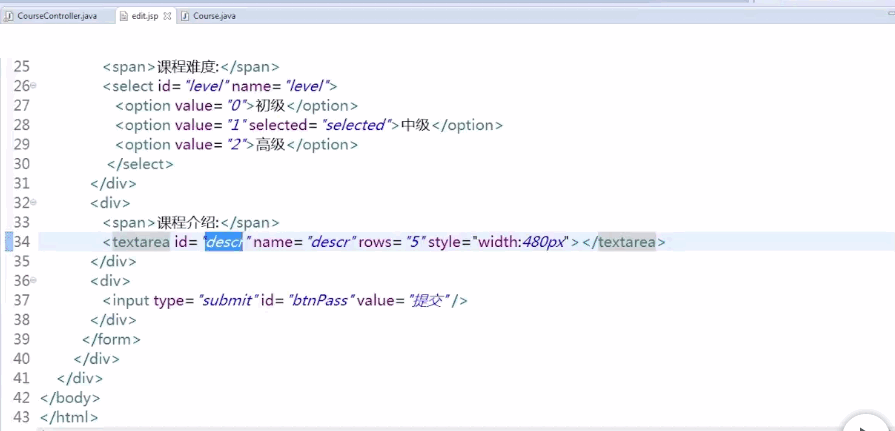 CourseController.java edit.jsp Course.java
25 <span>课程难度:</span>
26 <select id="level" name="level">
27 <option value="0">初级</option>
28 <option value="1" selected="selected">中级</option>
29 <option value="2">高级</option>
30 </select>
31 </div>
32 <div>
33 <span>课程介绍:</span>
34 <textarea id="descr" name="descr" rows="5" style="width:480px"></textarea>
35 </div>
36 <div>
37 <input type="submit" id="btnPass" value="提交" />
38 </div>
39 </form>
40 </div>
41 </div>
42 </body>
43 </html>